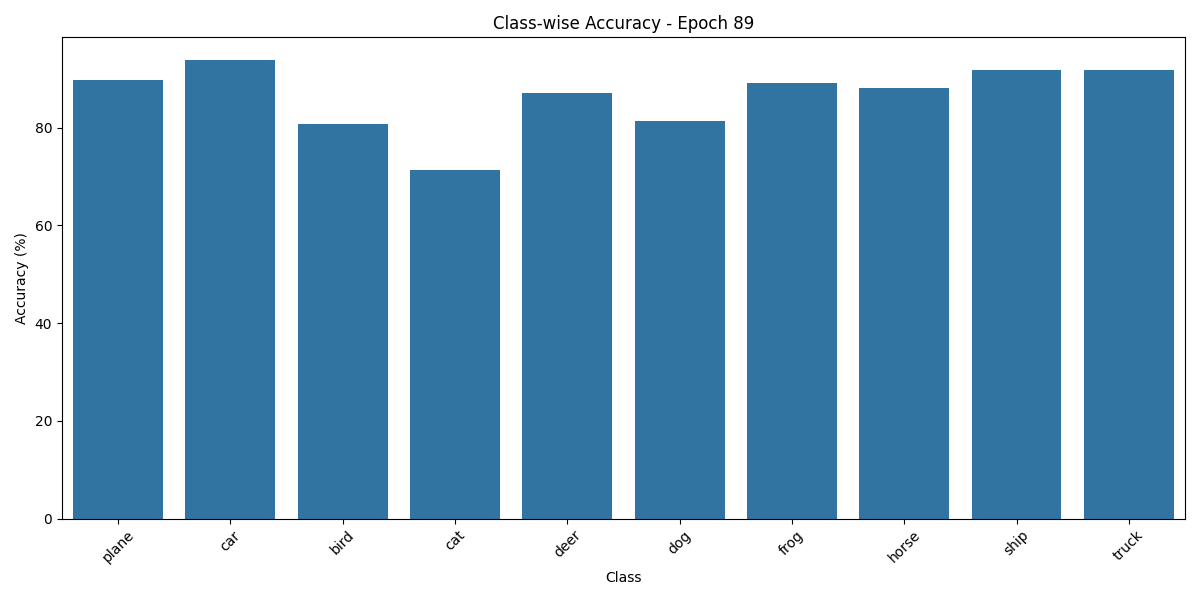 Class-wise Accuracy - Epoch 89
Accuracy (%)
80
60
40
20
0
plane
car
bird
cat
deer
dog
frog
horse
ship
truck
Class